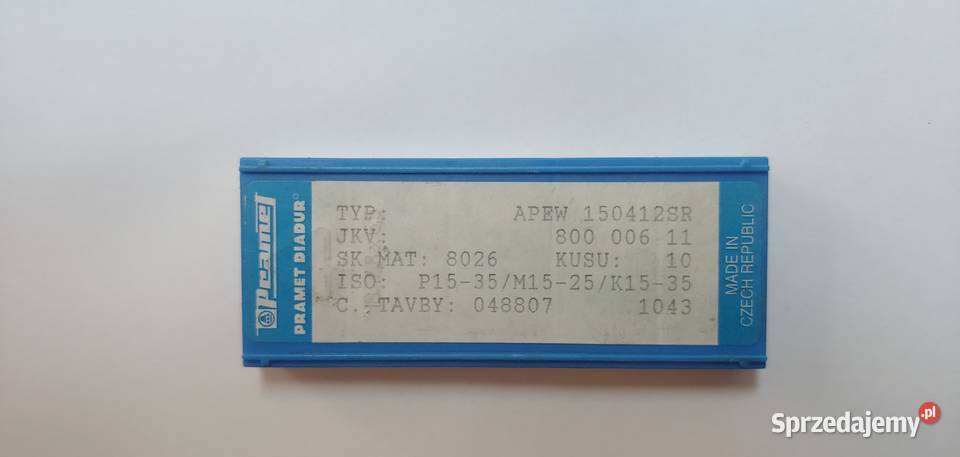 Pramet
PRAMET DIADUR
TYP: APEW 150412SR
JKV: 800 006 11
SK MAT: 8026 KUSU: 10
ISO: P15-35/M15-25/K15-35
C. TAVBY: 048807 1043
MADE IN
CZECH REPUBLIC
Sprzedajemy.pl